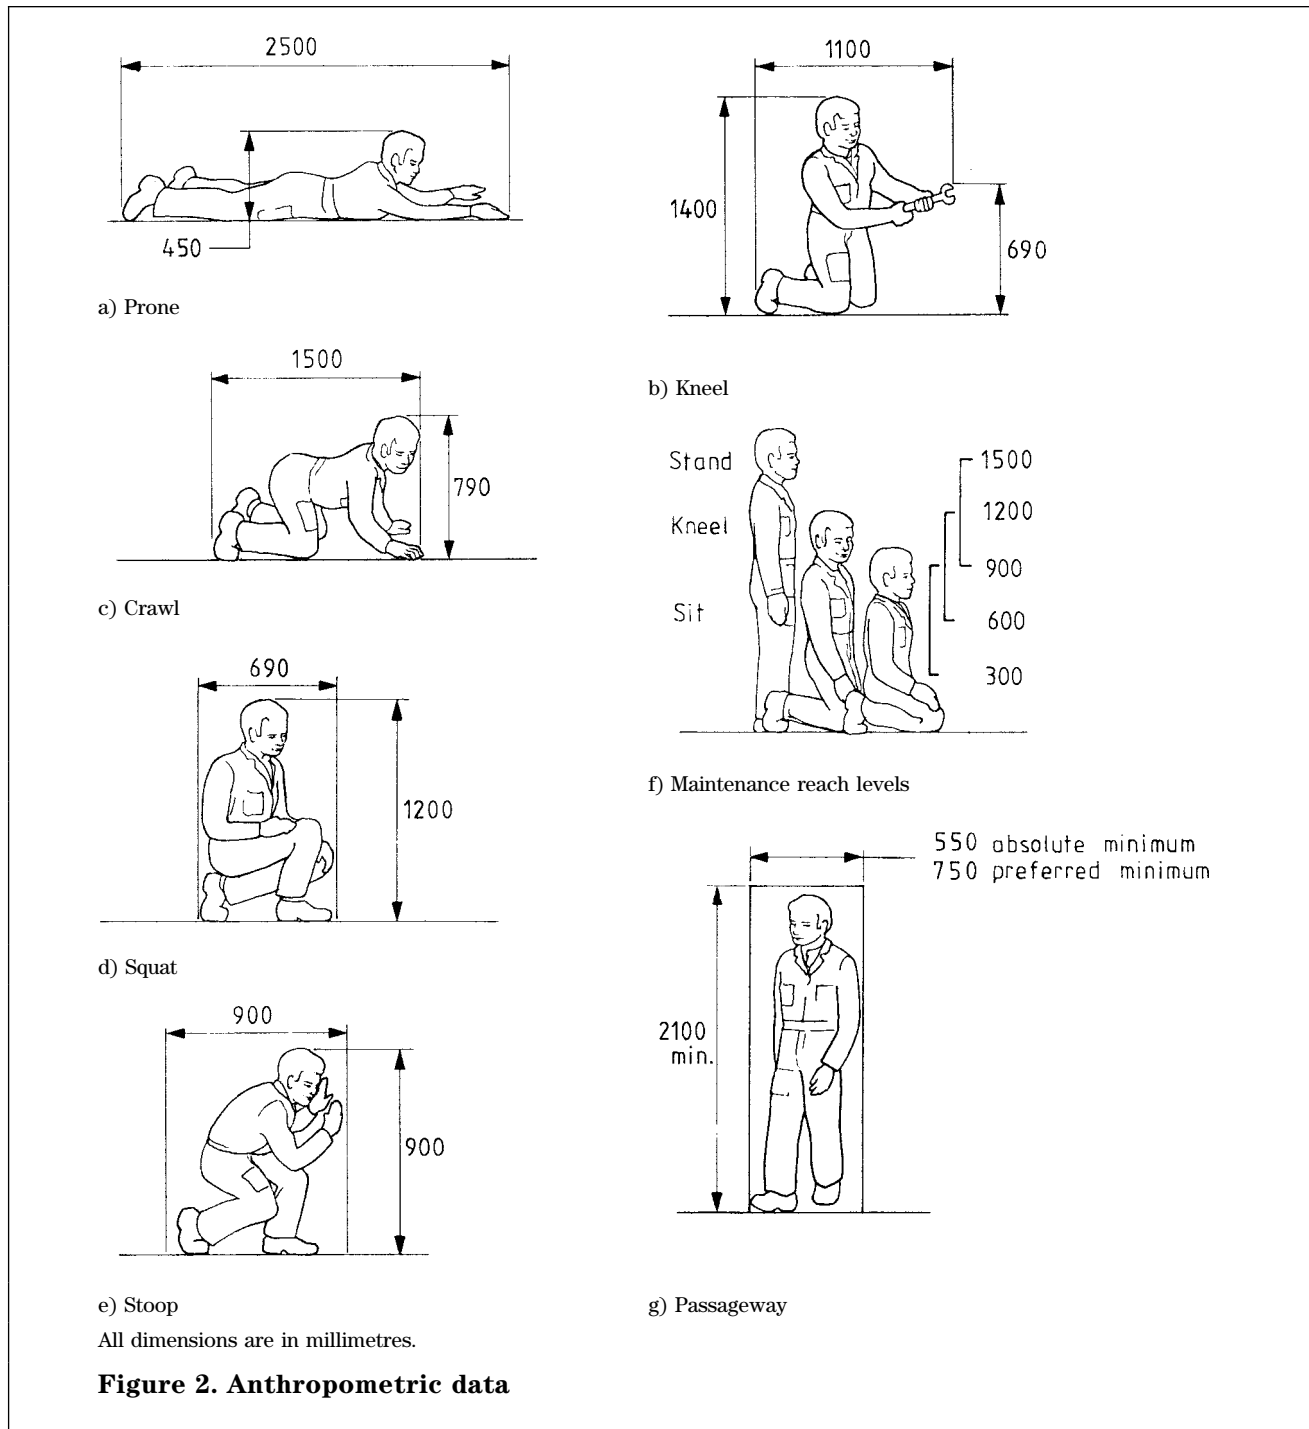 2500
450
a) Prone
1100
1400
690
b) Kneel
1500
790
c) Crawl
Stand
Kneel
Sit
1500
1200
900
600
300
f) Maintenance reach levels
690
1200
d) Squat
550 absolute minimum
750 preferred minimum
2100
min.
g) Passageway
900
900
e) Stoop
All dimensions are in millimetres.
Figure 2. Anthropometric data